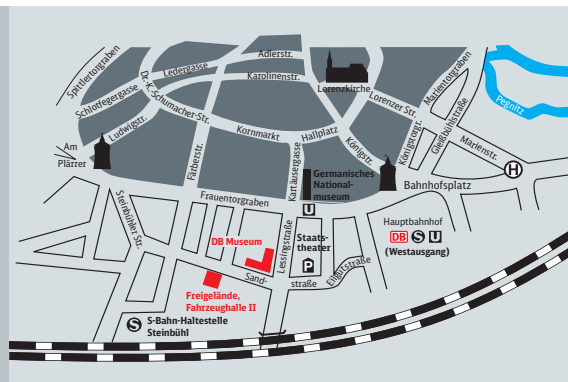 Spittlertorgraben
Schlotfegergasse
Ledergasse
Dr.-K.-Schumacher-Str.
Adlerstr.
Karolinenstr.
Lorenzkirche
Lorenzer Str.
Marientorgraben
Pegnitz
Ludwigstr.
Kornmarkt
Hallplatz
Königstr.
Königstorgr.
Gleißbühlstraße
Marienstr.
H
Am
Plärrer
Färberstr.
Kartäusergasse
Germanisches
National-
museum
Bahnhofsplatz
Frauentorgraben
U
Steinbühler Str.
DB Museum
Lessingstraße
Staats-
theater
P
Hauptbahnhof
DB S U
(Westausgang)
Sand-
straße
Eilgutstraße
Freigelände,
Fahrzeughalle II
S
S-Bahn-Haltestelle
Steinbühl